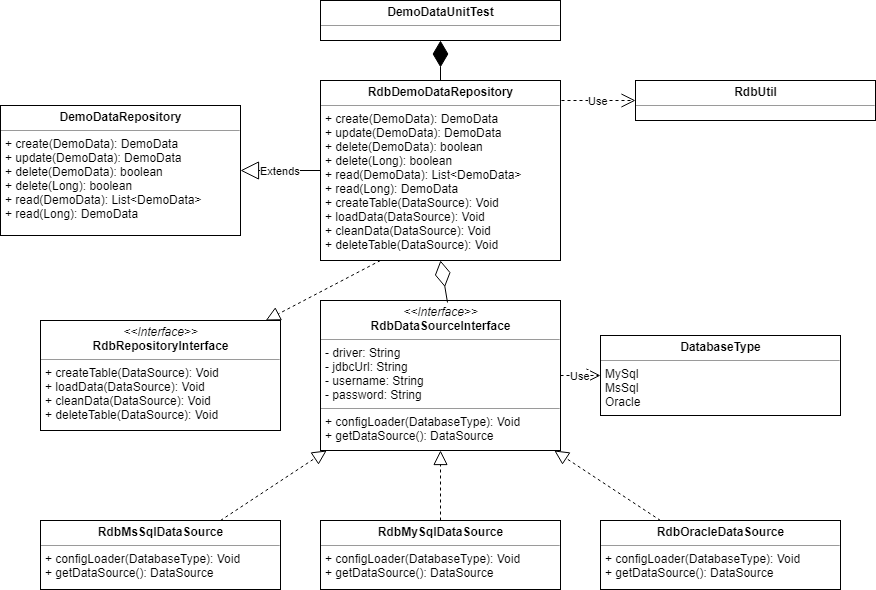 DemoDataUnitTest
RdbDemoDataRepository
+ create(DemoData): DemoData
+ update(DemoData): DemoData
+ delete(DemoData): boolean
+ delete(Long): boolean
+ read(DemoData): List<DemoData>
+ read(Long): DemoData
+ createTable(DataSource): Void
+ loadData(DataSource): Void
+ cleanData(DataSource): Void
+ deleteTable(DataSource): Void
Use
RdbUtil
DemoDataRepository
+ create(DemoData): DemoData
+ update(DemoData): DemoData
+ delete(DemoData): boolean
+ delete(Long): boolean
+ read(DemoData): List<DemoData>
+ read(Long): DemoData
Extends
<<Interface>>
RdbRepositoryInterface
+ createTable(DataSource): Void
+ loadData(DataSource): Void
+ cleanData(DataSource): Void
+ deleteTable(DataSource): Void
<<Interface>>
RdbDataSourceInterface
- driver: String
- jdbcUrl: String
- username: String
- password: String
+ configLoader(DatabaseType): Void
+ getDataSource(): DataSource
Use
DatabaseType
MySql
MsSql
Oracle
RdbMsSqlDataSource
+ configLoader(DatabaseType): Void
+ getDataSource(): DataSource
RdbMySqlDataSource
+ configLoader(DatabaseType): Void
+ getDataSource(): DataSource
RdbOracleDataSource
+ configLoader(DatabaseType): Void
+ getDataSource(): DataSource